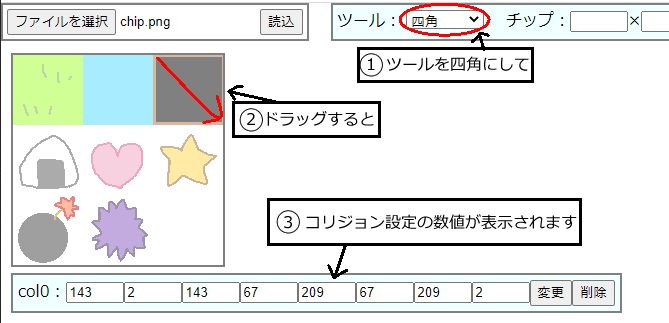 ファイルを選択 chip.png 読込
ツール： 四角 チップ： ×
①ツールを四角にして
②ドラッグすると
③ コリジョン設定の数値が表示されます
col0： 143 2 143 67 209 67 209 2 変更 削除